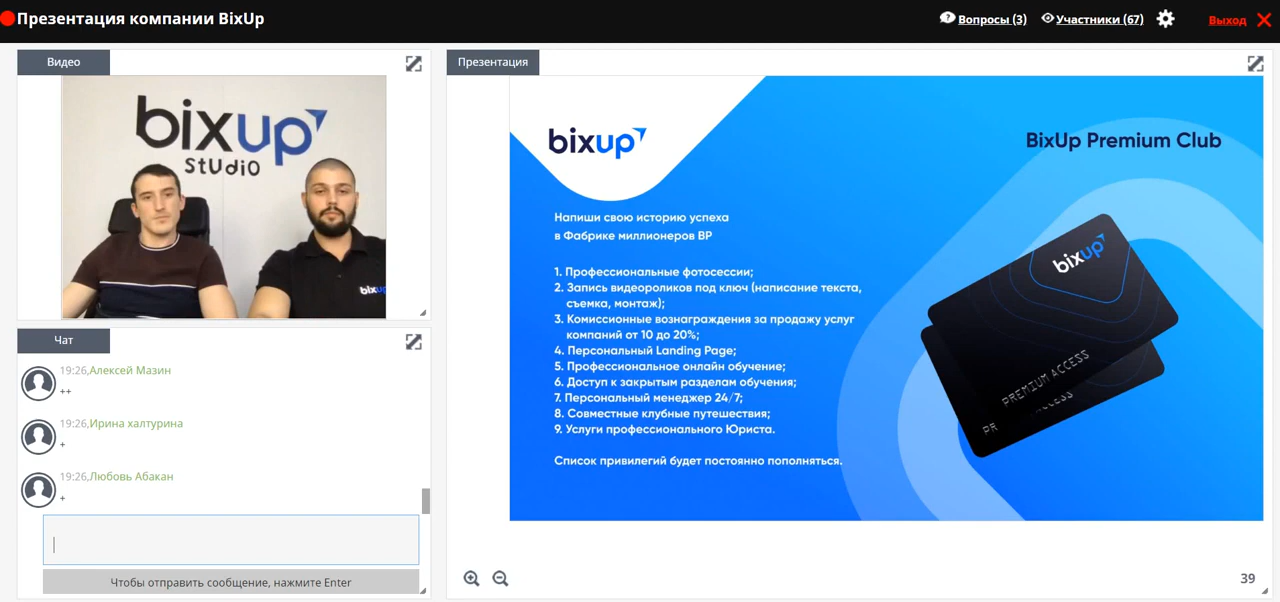 Презентация компании BixUp
Вопросы (3)
Участники (67)
Выход
Видео
bixup
StUdiO
bixup
Чат
19:26,Алексей Мазин
++
19:26,Ирина халтурина
+
19:26,Любовь Абакан
+
Чтобы отправить сообщение, нажмите Enter
Презентация
bixup
BixUp Premium Club
Напиши свою историю успеха
в Фабрике миллионеров BP
1. Профессиональные фотосессии;
2. Запись видеороликов под ключ (написание текста,
съемка, монтаж);
3. Комиссионные вознаграждения за продажу услуг
компаний от 10 до 20%;
4. Персональный Landing Page;
5. Профессиональное онлайн обучение;
6. Доступ к закрытым разделам обучения;
7. Персональный менеджер 24/7;
8. Совместные клубные путешествия;
9. Услуги профессионального Юриста.
Список привилегий будет постоянно пополняться.
bixup
PREMIUM ACCESS
PR ACCESS
39